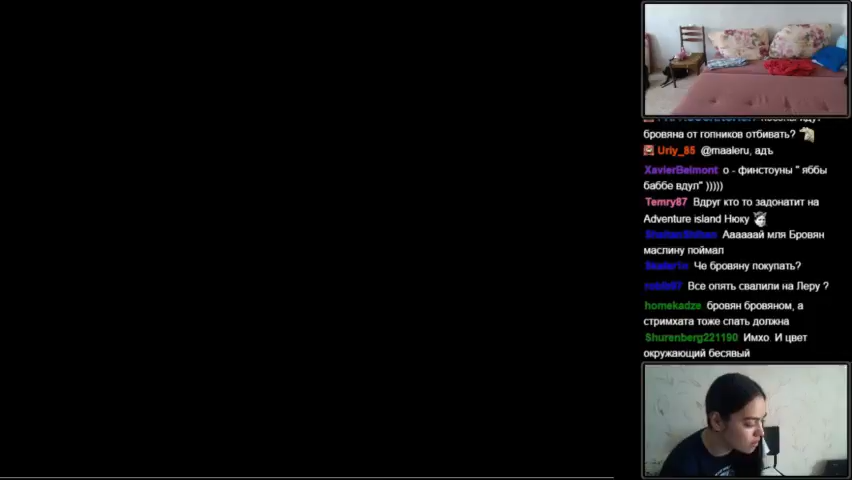 бровяна от гопников отбивать?
Uriy_85 @maaleru, адъ
XavierBelmont о - финстоуны " яббы
баббе вдул" )))))
Temry87 Вдруг кто то задонатит на
Adventure island Нюку
Аааааай мля Бровян
маслину поймал
Че бровяну покупать?
Все опять свалили на Леру ?
homekadze бровян бровяном, а
стримхата тоже спать должна
Shurenberg221190 Имхо. И цвет
окружающий бесявый